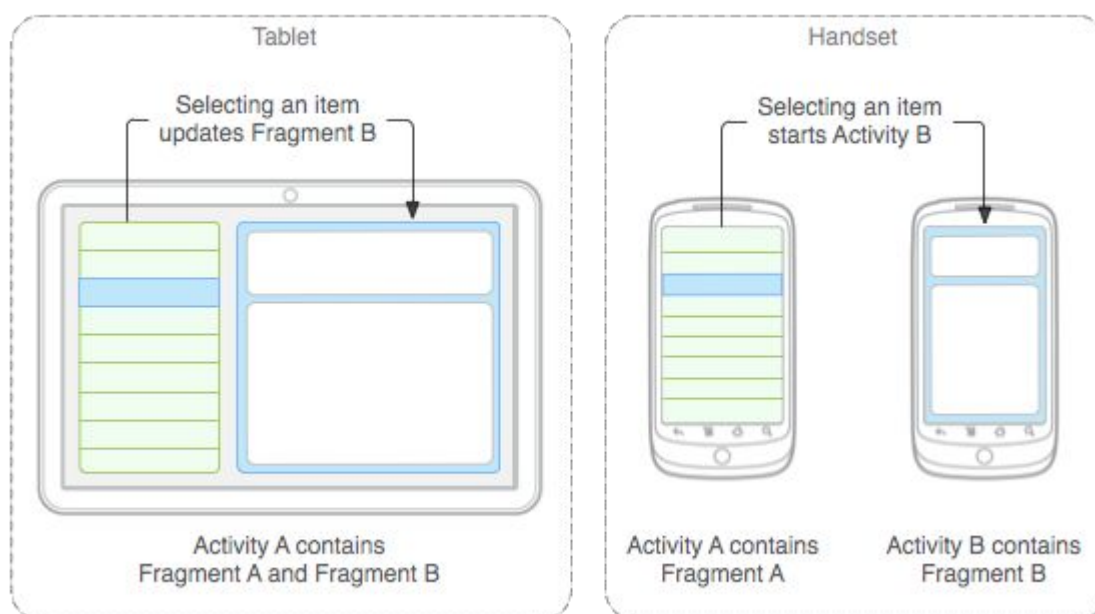 Tablet
Selecting an item
updates Fragment B
Activity A contains
Fragment A and Fragment B
Handset
Selecting an item
starts Activity B
Activity A contains
Fragment A
Activity B contains
Fragment B